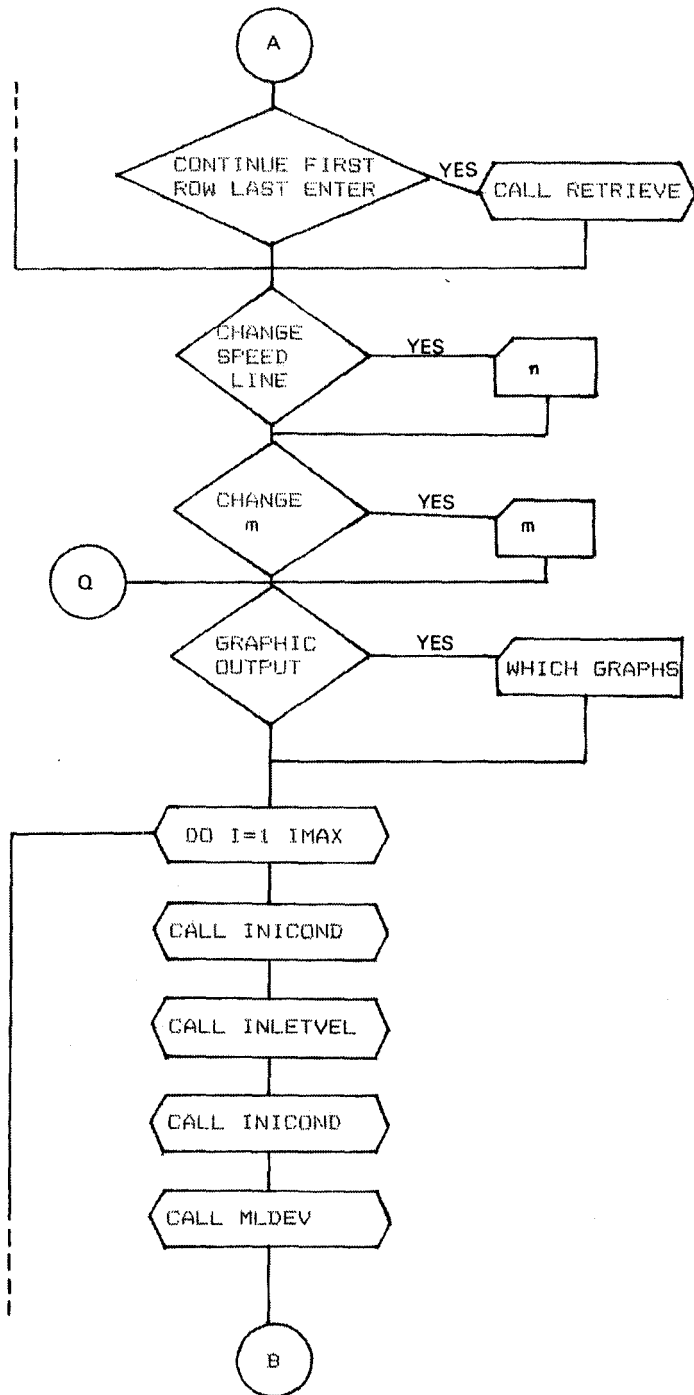 A
CONTINUE FIRST
ROW LAST ENTER
YES
CALL RETRIEVE
CHANGE
SPEED
LINE
YES
n
CHANGE
m
YES
m
Q
GRAPHIC
OUTPUT
YES
WHICH GRAPHS
DO I=1 IMAX
CALL INICOND
CALL INLETVEL
CALL INICOND
CALL MLDEV
B